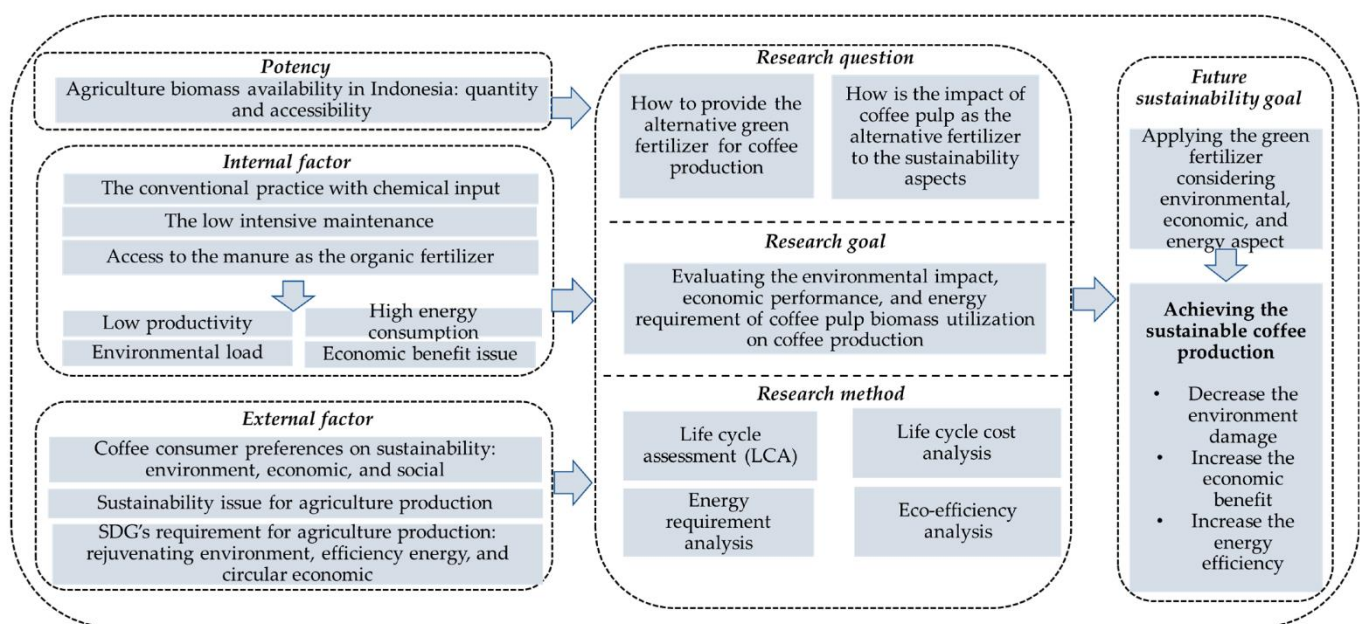 Potency
Agriculture biomass availability in Indonesia: quantity
and accessibility
Internal factor
The conventional practice with chemical input
The low intensive maintenance
Access to the manure as the organic fertilizer
Low productivity
High energy
consumption
Environmental load
Economic benefit issue
External factor
Coffee consumer preferences on sustainability:
environment, economic, and social
Sustainability issue for agriculture production
SDG's requirement for agriculture production:
rejuvenating environment, efficiency energy, and
circular economic
Research question
How to provide the
alternative green
fertilizer for coffee
production
How is the impact of
coffee pulp as the
alternative fertilizer
to the sustainability
aspects
Research goal
Evaluating the environmental impact,
economic performance, and energy
requirement of coffee pulp biomass utilization
on coffee production
Research method
Life cycle
assessment (LCA)
Life cycle cost
analysis
Energy
requirement
analysis
Eco-efficiency
analysis
Future
sustainability goal
Applying the green
fertilizer
considering
environmental,
economic, and
energy aspect
Achieving the
sustainable coffee
production
• Decrease the
environment
damage
• Increase the
economic
benefit
• Increase the
energy
efficiency